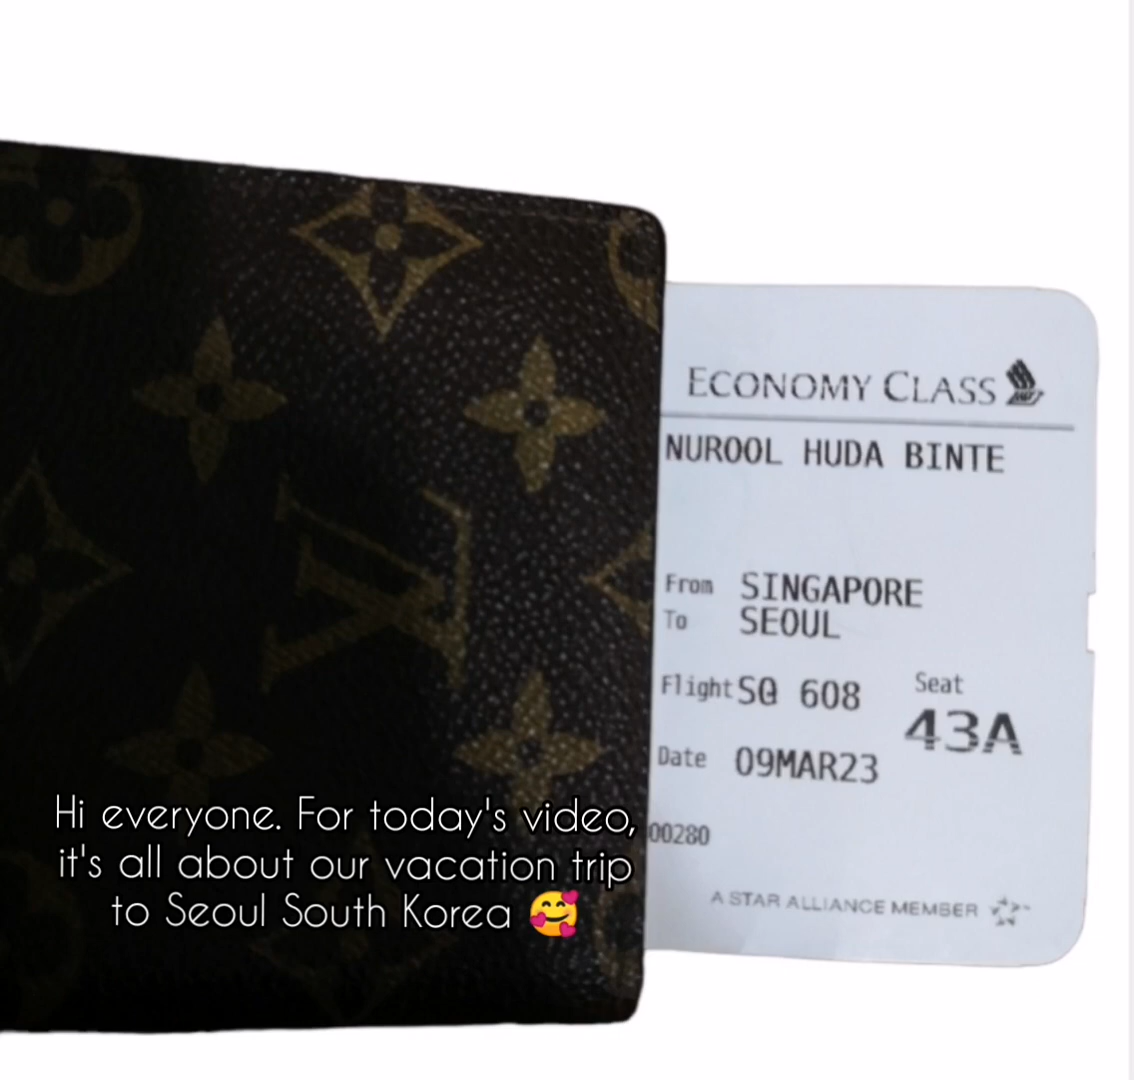 ECONOMY CLASS
NUROOL HUDA BINTE
From SINGAPORE
To SEOUL
Flight SQ 608
Seat
43A
Date 09MAR23
00280
A STAR ALLIANCE MEMBER
Hi everyone. For today's video,
it's all about our vacation trip
to Seoul South Korea 🥰